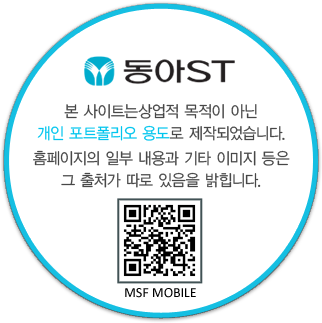 동아ST
본 사이트는상업적 목적이 아닌
개인 포트폴리오 용도로 제작되었습니다.
홈페이지의 일부 내용과 기타 이미지 등은
그 출처가 따로 있음을 밝힙니다.
MSF MOBILE